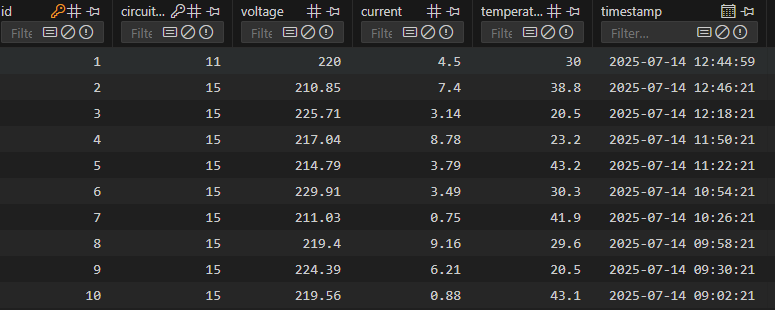 id circuit... voltage current temperat... timestamp
Filte Filte Filte Filte Filte Filter...
1 11 220 4.5 30 2025-07-14 12:44:59
2 15 210.85 7.4 38.8 2025-07-14 12:46:21
3 15 225.71 3.14 20.5 2025-07-14 12:18:21
4 15 217.04 8.78 23.2 2025-07-14 11:50:21
5 15 214.79 3.79 43.2 2025-07-14 11:22:21
6 15 229.91 3.49 30.3 2025-07-14 10:54:21
7 15 211.03 0.75 41.9 2025-07-14 10:26:21
8 15 219.4 9.16 29.6 2025-07-14 09:58:21
9 15 224.39 6.21 20.5 2025-07-14 09:30:21
10 15 219.56 0.88 43.1 2025-07-14 09:02:21